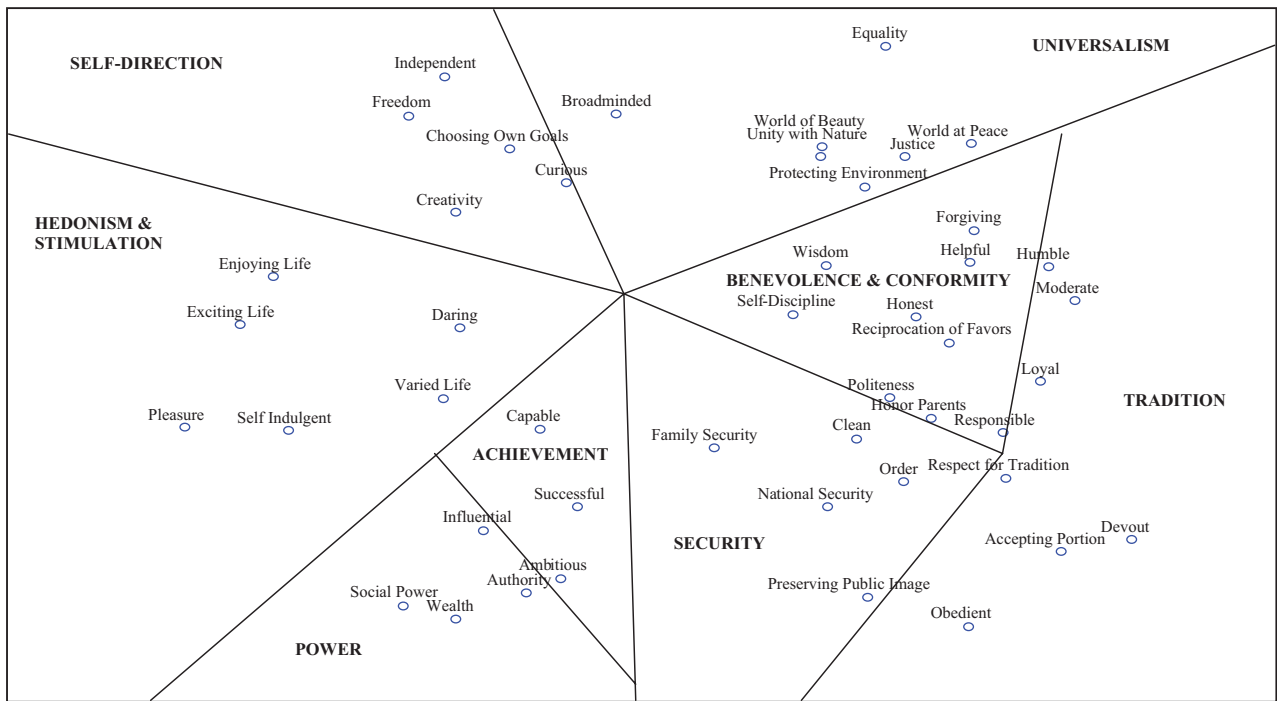 Equality
UNIVERSALISM
SELF-DIRECTION
Independent
Freedom
Broadminded
Choosing Own Goals
World of Beauty
Unity with Nature
World at Peace
Justice
Curious
Protecting Environment
Creativity
HEDONISM &
STIMULATION
Forgiving
Enjoying Life
Wisdom
Helpful
Humble
BENEVOLENCE & CONFORMITY
Moderate
Self-Discipline
Honest
Exciting Life
Daring
Reciprocation of Favors
Loyal
Varied Life
Politeness
TRADITION
Honor Parents
Pleasure
Self Indulgent
Capable
Clean
Responsible
Family Security
ACHIEVEMENT
Order
Respect for Tradition
Successful
National Security
Influential
SECURITY
Devout
Accepting Portion
Ambitious
Authority
Preserving Public Image
Social Power
Wealth
Obedient
POWER